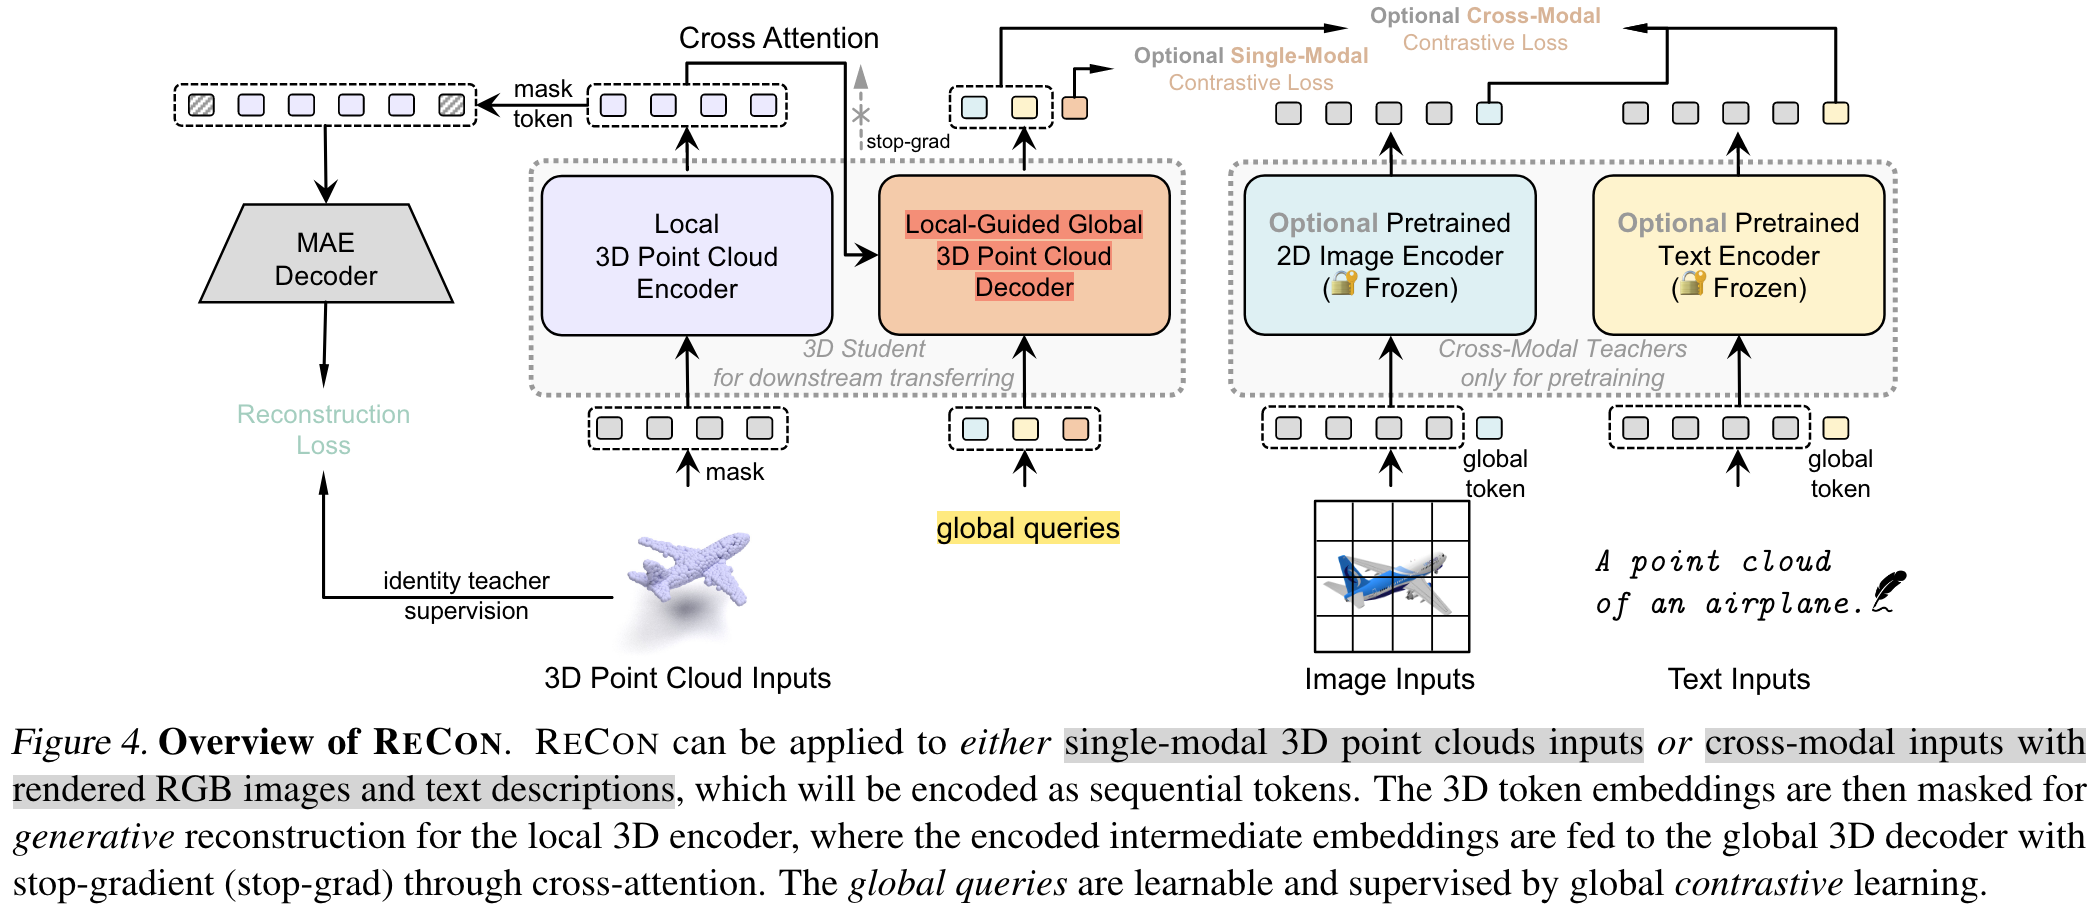 Optional Cross-Modal
Contrastive Loss
Cross Attention
Optional Single-Modal
Contrastive Loss
mask
token
stop-grad
MAE
Decoder
Local
3D Point Cloud
Encoder
Local-Guided Global
3D Point Cloud
Decoder
Optional Pretrained
2D Image Encoder
( Frozen)
Optional Pretrained
Text Encoder
( Frozen)
3D Student
for downstream transferring
Cross-Modal Teachers
only for pretraining
Reconstruction
Loss
mask
global
token
global
token
global queries
identity teacher
supervision
A point cloud
of an airplane.
3D Point Cloud Inputs
Image Inputs
Text Inputs
Figure 4. Overview of RECON. RECON can be applied to either single-modal 3D point clouds inputs or cross-modal inputs with
rendered RGB images and text descriptions, which will be encoded as sequential tokens. The 3D token embeddings are then masked for
generative reconstruction for the local 3D encoder, where the encoded intermediate embeddings are fed to the global 3D decoder with
stop-gradient (stop-grad) through cross-attention. The global queries are learnable and supervised by global contrastive learning.